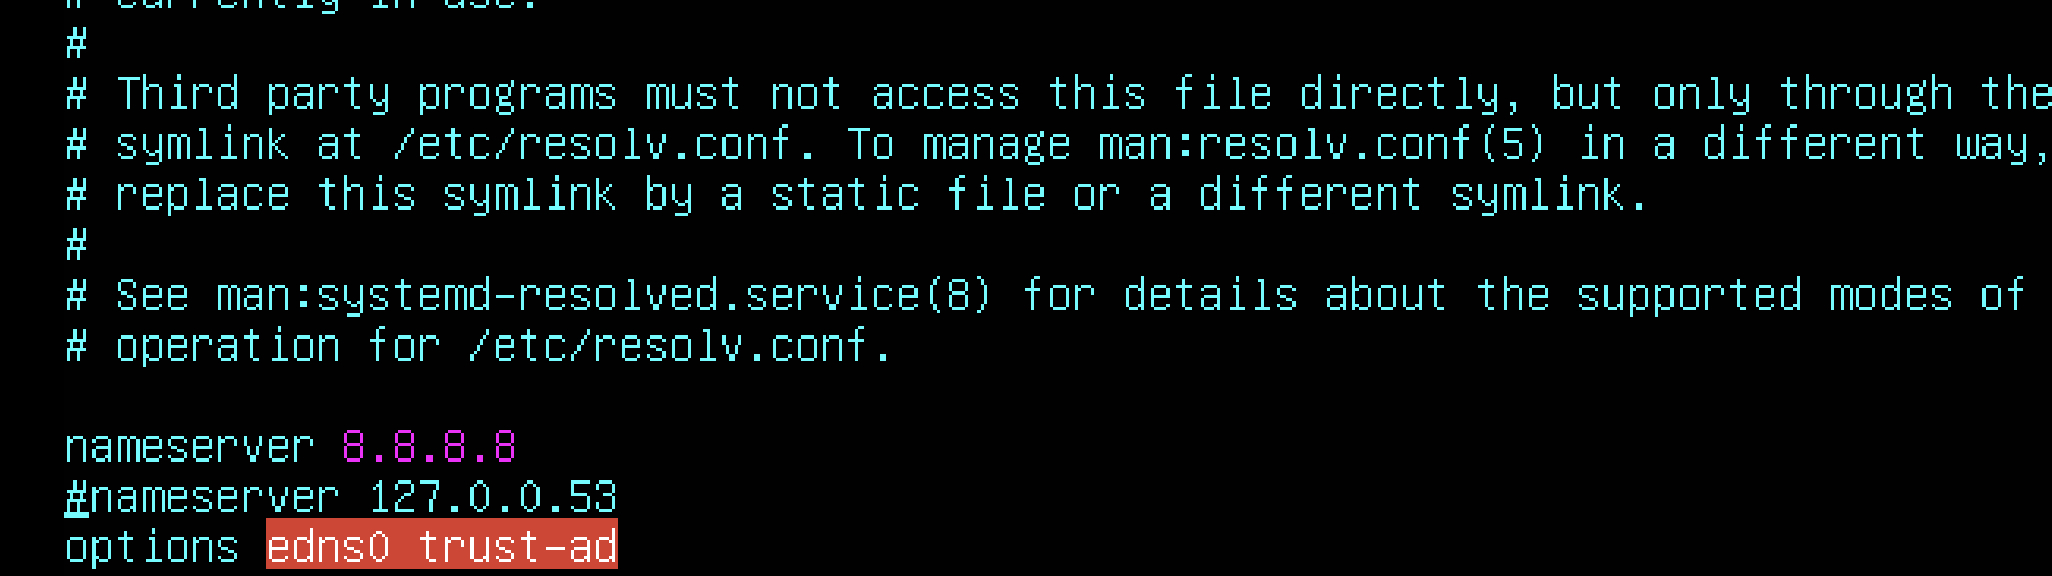 # currently in use.
#
# Third party programs must not access this file directly, but only through the
# symlink at /etc/resolv.conf. To manage man:resolv.conf(5) in a different way,
# replace this symlink by a static file or a different symlink.
#
# See man:systemd-resolved.service(8) for details about the supported modes of
# operation for /etc/resolv.conf.
nameserver 8.8.8.8
#nameserver 127.0.0.53
options edns0 trust-ad